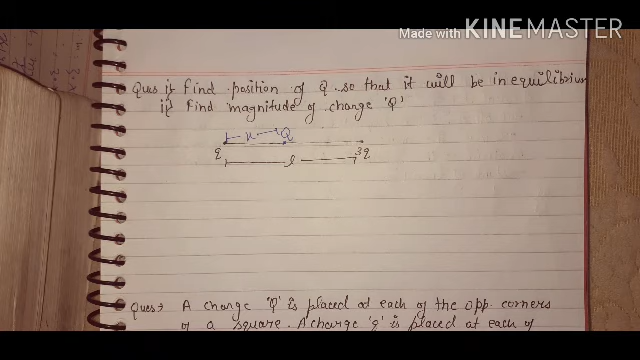 Made with KINEMASTER
Ques i} Find position of Q so that it will be in equilibrium
ii} Find magnitude of charge 'Q'
x Q
q 3q
l
Ques → A charge 'Q' is placed at each of the opp. corners
of a square. A charge 'q' is placed at each of